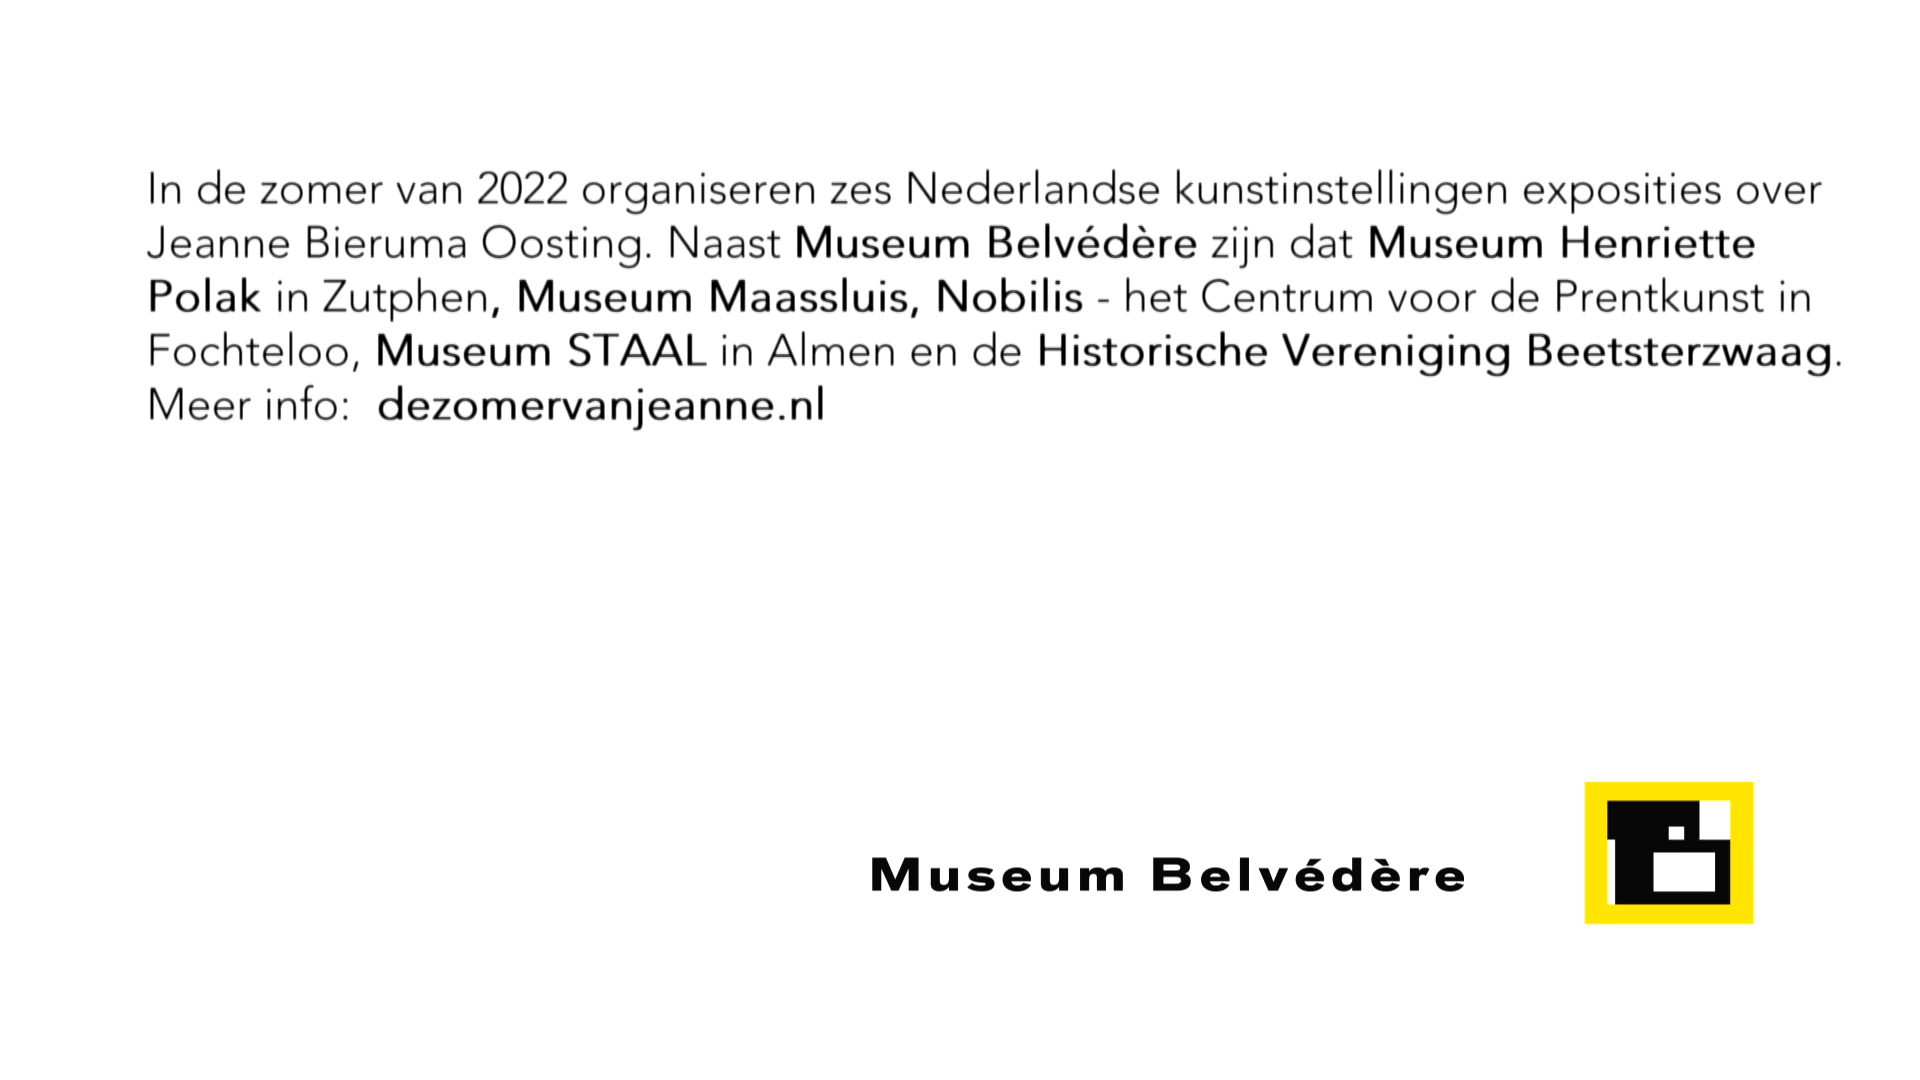 In de zomer van 2022 organiseren zes Nederlandse kunstinstellingen exposities over
Jeanne Bieruma Oosting. Naast Museum Belvédère zijn dat Museum Henriette
Polak in Zutphen, Museum Maassluis, Nobilis - het Centrum voor de Prentkunst in
Fochteloo, Museum STAAL in Almen en de Historische Vereniging Beetsterzwaag.
Meer info: dezomervanjeanne.nl
Museum Belvédère